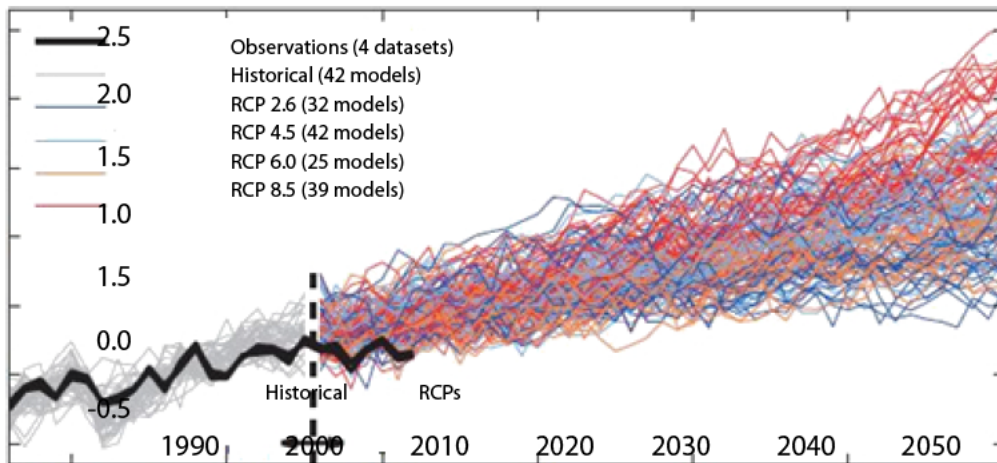 2.5
Observations (4 datasets)
Historical (42 models)
2.0
RCP 2.6 (32 models)
RCP 4.5 (42 models)
1.5
RCP 6.0 (25 models)
RCP 8.5 (39 models)
1.0
1.5
0.0
Historical
RCPs
-0.5
1990 2000 2010 2020 2030 2040 2050